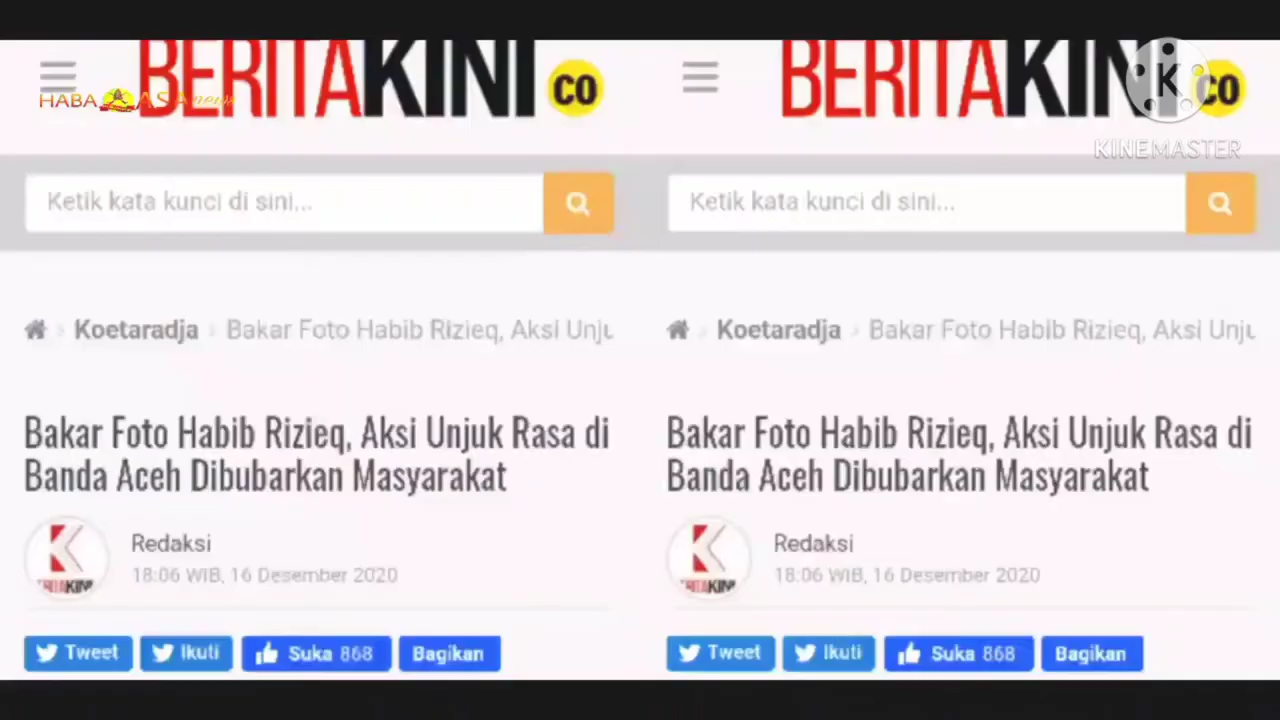 BERITAKINI CO
HABA ASIA news
Ketik kata kunci di sini...
Koetaradja › Bakar Foto Habib Rizieq, Aksi Unju
Bakar Foto Habib Rizieq, Aksi Unjuk Rasa di
Banda Aceh Dibubarkan Masyarakat
Redaksi
18:06 WIB, 16 Desember 2020
Tweet Ikuti Suka 868 Bagikan
BERITAKINI CO
K
KINEMASTER
Ketik kata kunci di sini...
Koetaradja › Bakar Foto Habib Rizieq, Aksi Unju
Bakar Foto Habib Rizieq, Aksi Unjuk Rasa di
Banda Aceh Dibubarkan Masyarakat
Redaksi
18:06 WIB, 16 Desember 2020
Tweet Ikuti Suka 868 Bagikan